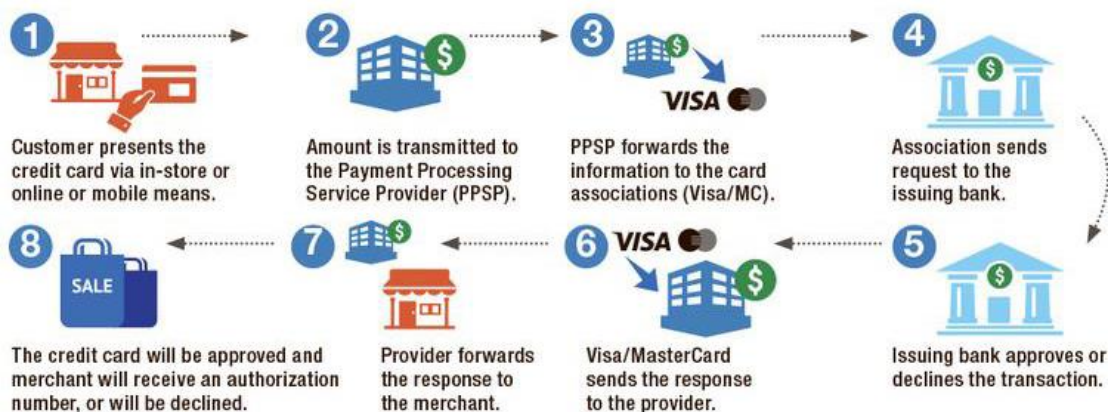 1
Customer presents the
credit card via in-store or
online or mobile means.
2
$
Amount is transmitted to
the Payment Processing
Service Provider (PPSP).
3
$
VISA
PPSP forwards the
information to the card
associations (Visa/MC).
4
$
Association sends
request to the
issuing bank.
5
$
Issuing bank approves or
declines the transaction.
6
VISA
$
Visa/MasterCard
sends the response
to the provider.
7
$
Provider forwards
the response to
the merchant.
8
SALE
The credit card will be approved and
merchant will receive an authorization
number, or will be declined.